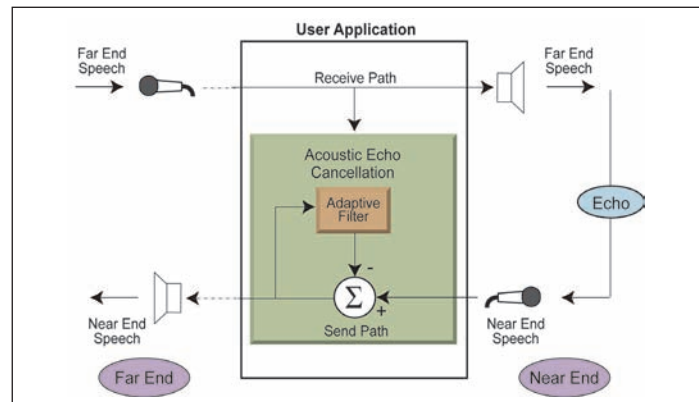 User Application
Far End
Speech
Receive Path
Far End
Speech
Acoustic Echo
Cancellation
Adaptive
Filter
Echo
-
Σ
+
Near End
Speech
Send Path
Near End
Speech
Far End
Near End